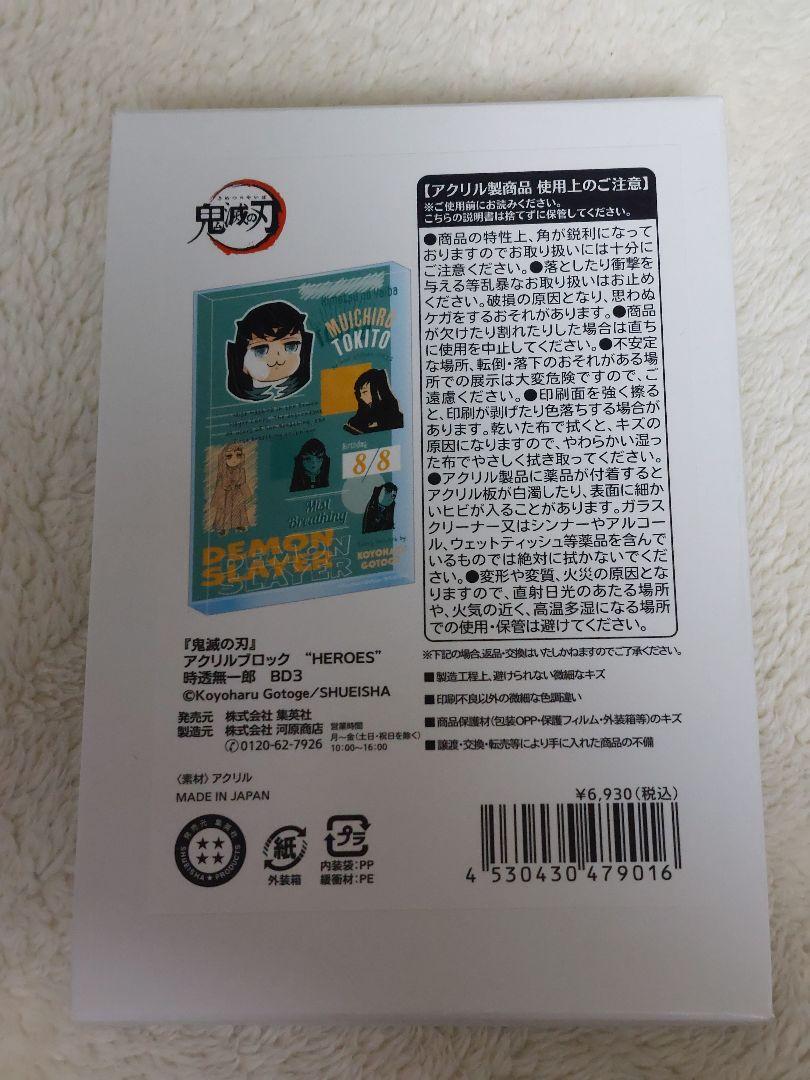 きめつのやいば
鬼滅の刃
Kimetsu no Yaiba
MUICHIRO
TOKITO
Birthday
8/8
Mist
Breathing
DEMON
SLAYER
DEMON
SLAYER
KOYOHARU
GOTOGE
【アクリル製商品 使用上のご注意】
※ご使用前にお読みください。
こちらの説明書は捨てずに保管してください。
●商品の特性上、角が鋭利になって
おりますのでお取り扱いには十分に
ご注意ください。●落としたり衝撃を
与える等乱暴なお取り扱いはお止め
ください。破損の原因となり、思わぬ
ケガをするおそれがあります。●商品
が欠けたり割れたりした場合は直ち
に使用を中止してください。●不安定
な場所、転倒・落下のおそれがある場
所での展示は大変危険ですので、ご
遠慮ください。●印刷面を強く擦る
と、印刷が剥げたり色落ちする場合が
あります。乾いた布で拭くと、キズの
原因になりますので、やわらかい湿っ
た布でやさしく拭き取ってください。
●アクリル製品に薬品が付着すると
アクリル板が白濁したり、表面に細か
いヒビが入ることがあります。ガラス
クリーナー又はシンナーやアルコー
ル、ウェットティッシュ等薬品を含んで
いるものでは絶対に拭かないでくだ
さい。●変形や変質、火災の原因とな
りますので、直射日光のあたる場所
や、火気の近く、高温多湿になる場所
での使用・保管は避けてください。
※下記の場合、返品・交換はいたしかねますのでご了承ください。
■製造工程上、避けられない微細なキズ
■印刷不良以外の微細な色調違い
■商品保護材(包装OPP・保護フィルム・外装箱等)のキズ
■譲渡・交換・転売等により手に入れた商品の不備
『鬼滅の刃』
アクリルブロック “HEROES”
時透無一郎 BD3
©Koyoharu Gotoge/SHUEISHA
発売元 株式会社 集英社
製造元 株式会社 河原商店
0120-62-7926
営業時間
月〜金(土日・祝日を除く)
10:00〜16:00
〈素材〉アクリル
MADE IN JAPAN
発売元 集英社
SHUEISHA★PRODUCTS
紙
外装箱
プラ
内装袋:PP
緩衝材:PE
¥6,930(税込)
4 530430 479016